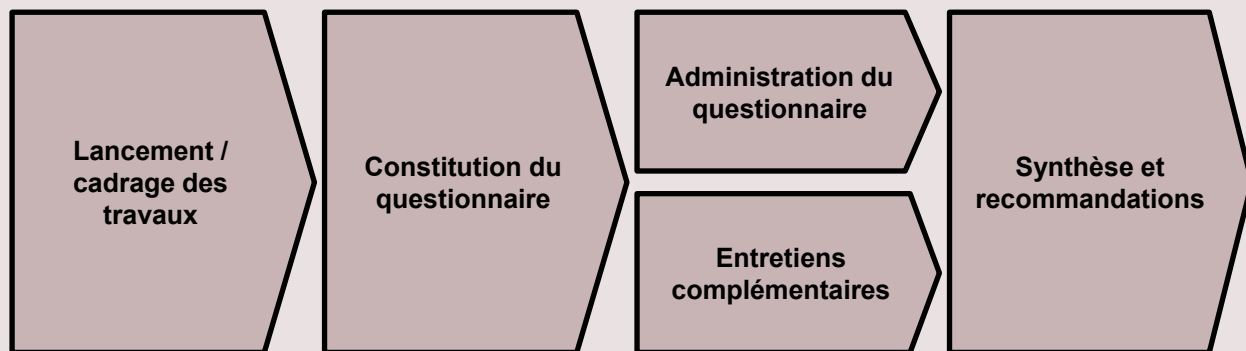 Lancement /
cadrage des
travaux
Constitution du
questionnaire
Administration du
questionnaire
Entretiens
complémentaires
Synthèse et
recommandations